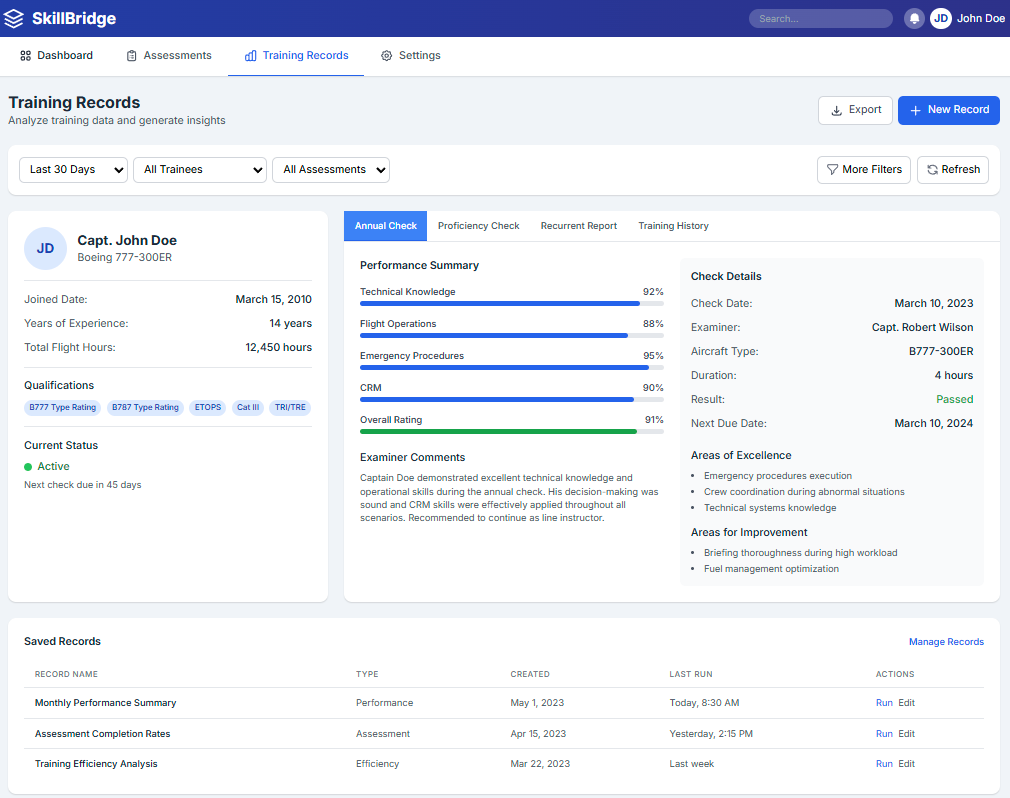 SkillBridge
Search...
JD
John Doe
Dashboard
Assessments
Training Records
Settings
Training Records
Analyze training data and generate insights
Export
New Record
Last 30 Days
All Trainees
All Assessments
More Filters
Refresh
JD
Capt. John Doe
Boeing 777-300ER
Joined Date: March 15, 2010
Years of Experience: 14 years
Total Flight Hours: 12,450 hours
Qualifications
B777 Type Rating B787 Type Rating ETOPS Cat III TRI/TRE
Current Status
Active
Next check due in 45 days
Annual Check Proficiency Check Recurrent Report Training History
Performance Summary
Technical Knowledge 92%
Flight Operations 88%
Emergency Procedures 95%
CRM 90%
Overall Rating 91%
Examiner Comments
Captain Doe demonstrated excellent technical knowledge and
operational skills during the annual check. His decision-making was
sound and CRM skills were effectively applied throughout all
scenarios. Recommended to continue as line instructor.
Check Details
Check Date: March 10, 2023
Examiner: Capt. Robert Wilson
Aircraft Type: B777-300ER
Duration: 4 hours
Result: Passed
Next Due Date: March 10, 2024
Areas of Excellence
• Emergency procedures execution
• Crew coordination during abnormal situations
• Technical systems knowledge
Areas for Improvement
• Briefing thoroughness during high workload
• Fuel management optimization
Saved Records
Manage Records
RECORD NAME TYPE CREATED LAST RUN ACTIONS
Monthly Performance Summary Performance May 1, 2023 Today, 8:30 AM Run Edit
Assessment Completion Rates Assessment Apr 15, 2023 Yesterday, 2:15 PM Run Edit
Training Efficiency Analysis Efficiency Mar 22, 2023 Last week Run Edit